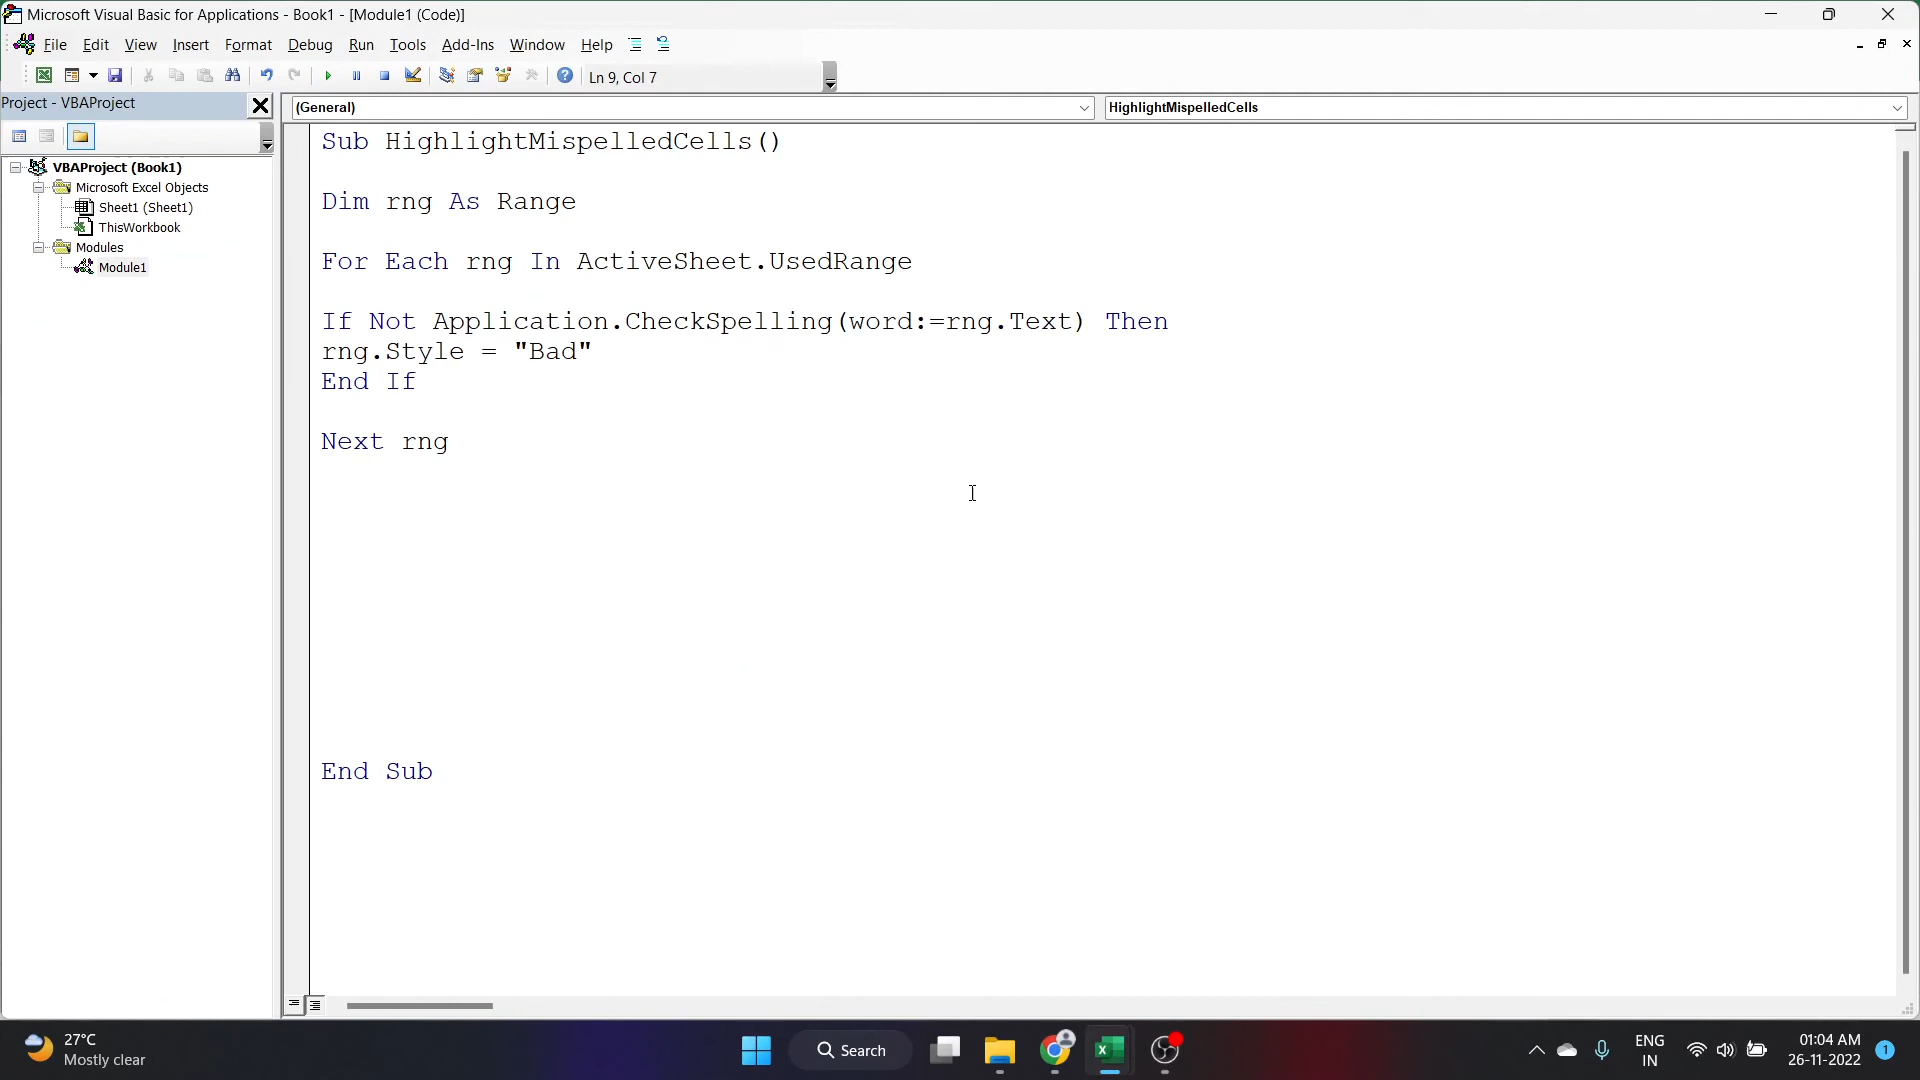 Microsoft Visual Basic for Applications - Book1 - [Module1 (Code)]
File Edit View Insert Format Debug Run Tools Add-Ins Window Help
Ln 9, Col 7
Project - VBAProject
(General)
HighlightMispelledCells
VBAProject (Book1)
Microsoft Excel Objects
Sheet1 (Sheet1)
ThisWorkbook
Modules
Module1
Sub HighlightMispelledCells()
Dim rng As Range
For Each rng In ActiveSheet.UsedRange
If Not Application.CheckSpelling(word:=rng.Text) Then
rng.Style = "Bad"
End If
Next rng
End Sub
27°C
Mostly clear
Search
ENG
IN
01:04 AM
26-11-2022
1